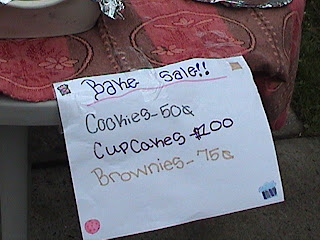 Bake Sale!!
Cookies-50¢
Cupcakes-$1.00
Brownies-75¢